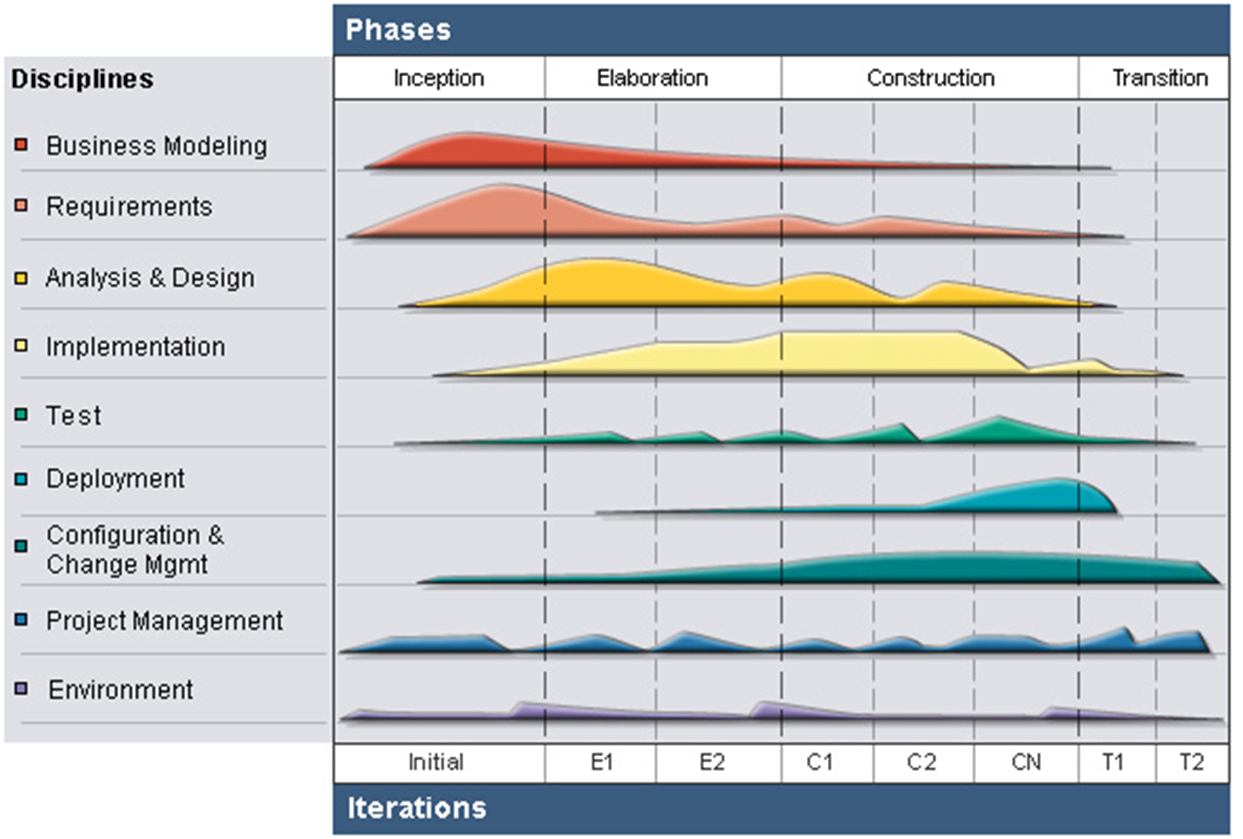 Phases
Disciplines
Inception Elaboration Construction Transition
Business Modeling
Requirements
Analysis & Design
Implementation
Test
Deployment
Configuration &
Change Mgmt
Project Management
Environment
Initial E1 E2 C1 C2 CN T1 T2
Iterations